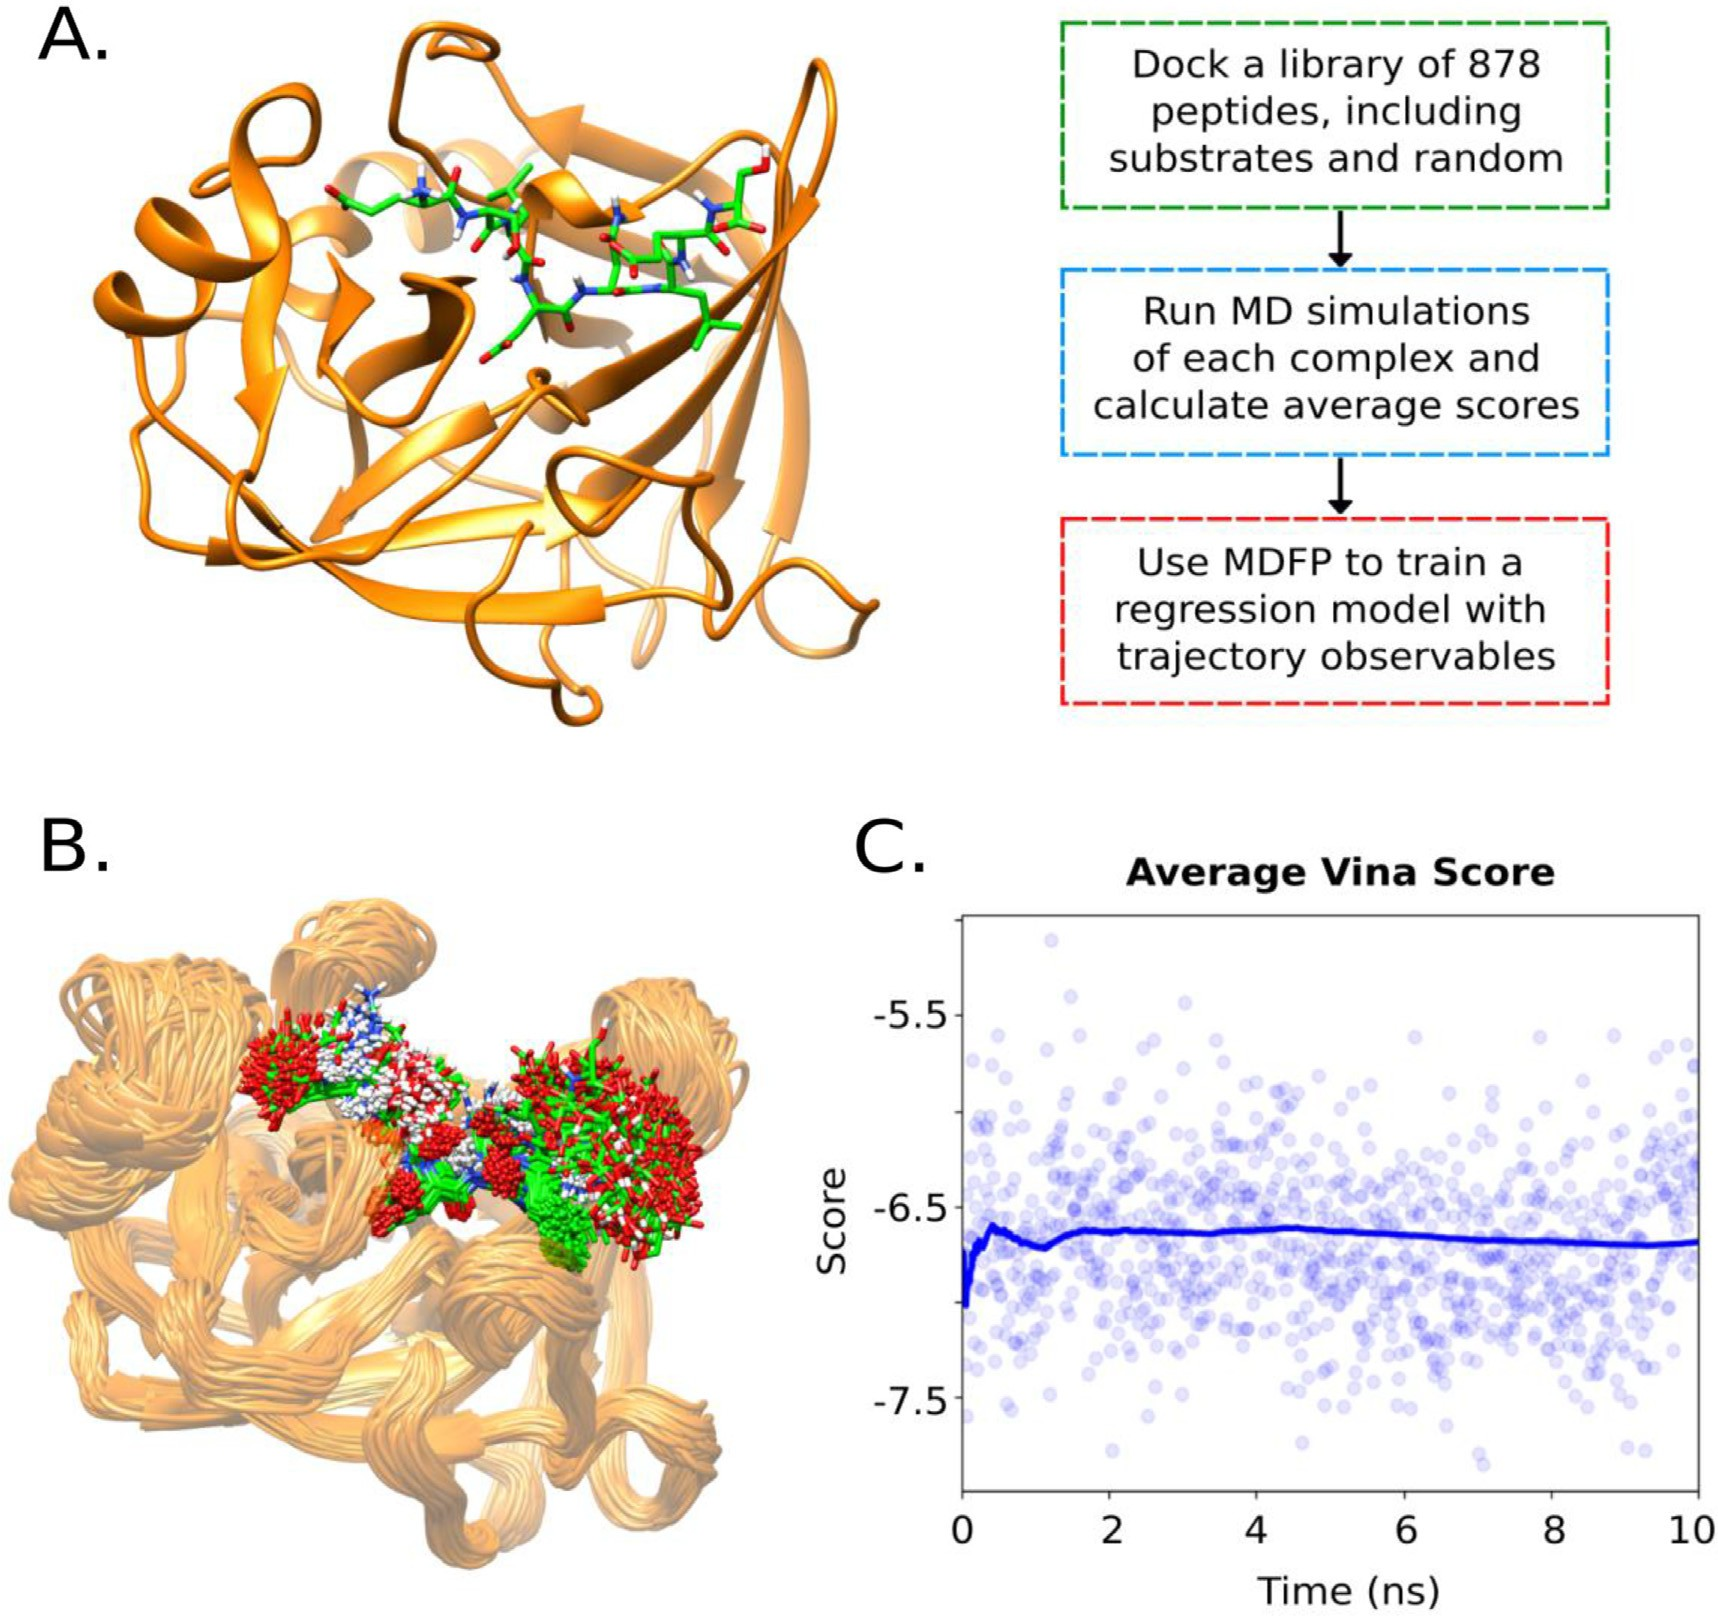 A.
Dock a library of 878
peptides, including
substrates and random
Run MD simulations
of each complex and
calculate average scores
Use MDFP to train a
regression model with
trajectory observables
B.
C.
Average Vina Score
-5.5
-6.5
-7.5
Score
0 2 4 6 8 10
Time (ns)